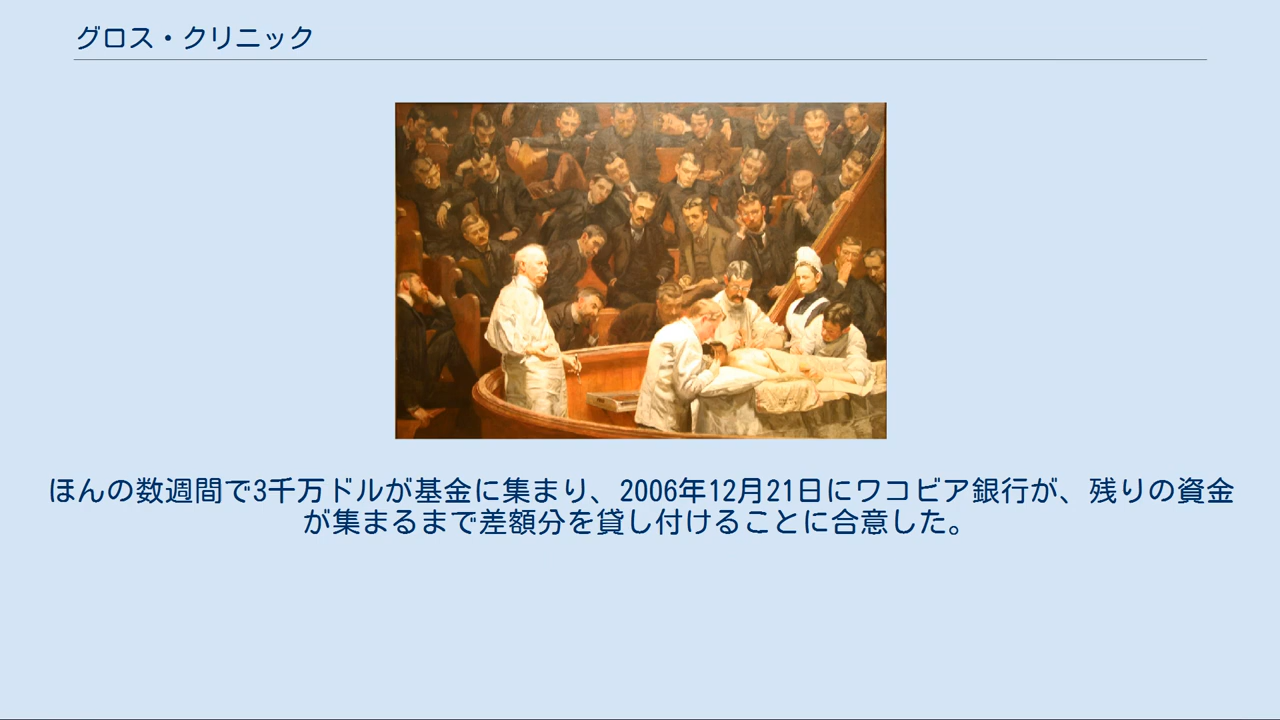 グロス・クリニック
ほんの数週間で3千万ドルが基金に集まり、2006年12月21日にワコビア銀行が、残りの資金
が集まるまで差額分を貸し付けることに合意した。